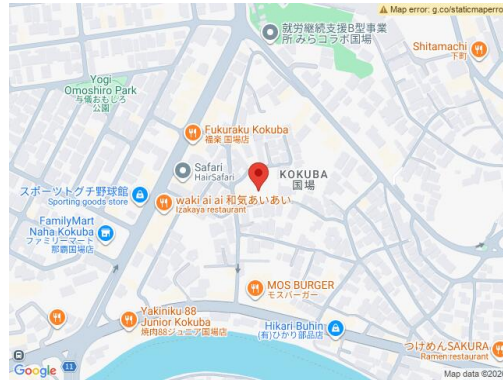 Map error: g.co/staticmaperro
就労継続支援B型事業
所 みらコラボ国場
Shitamachi
下町
Yogi
Omoshiro Park
与儀おもしろ
公園
Fukuraku Kokuba
福楽 国場店
Safari
HairSafari
KOKUBA
国場
スポーツトグチ野球館
Sporting goods store
waki ai ai 和気あいあい
Izakaya restaurant
FamilyMart
Naha Kokuba
ファミリーマート
那覇国場店
MOS BURGER
モスバーガー
Yakiniku 88
Junior Kokuba
焼肉88ジュニア国場店
Hikari Buhin
(有)ひかり部品店
つけめんSAKURA
Ramen restaurant
11
Google
Map data ©202